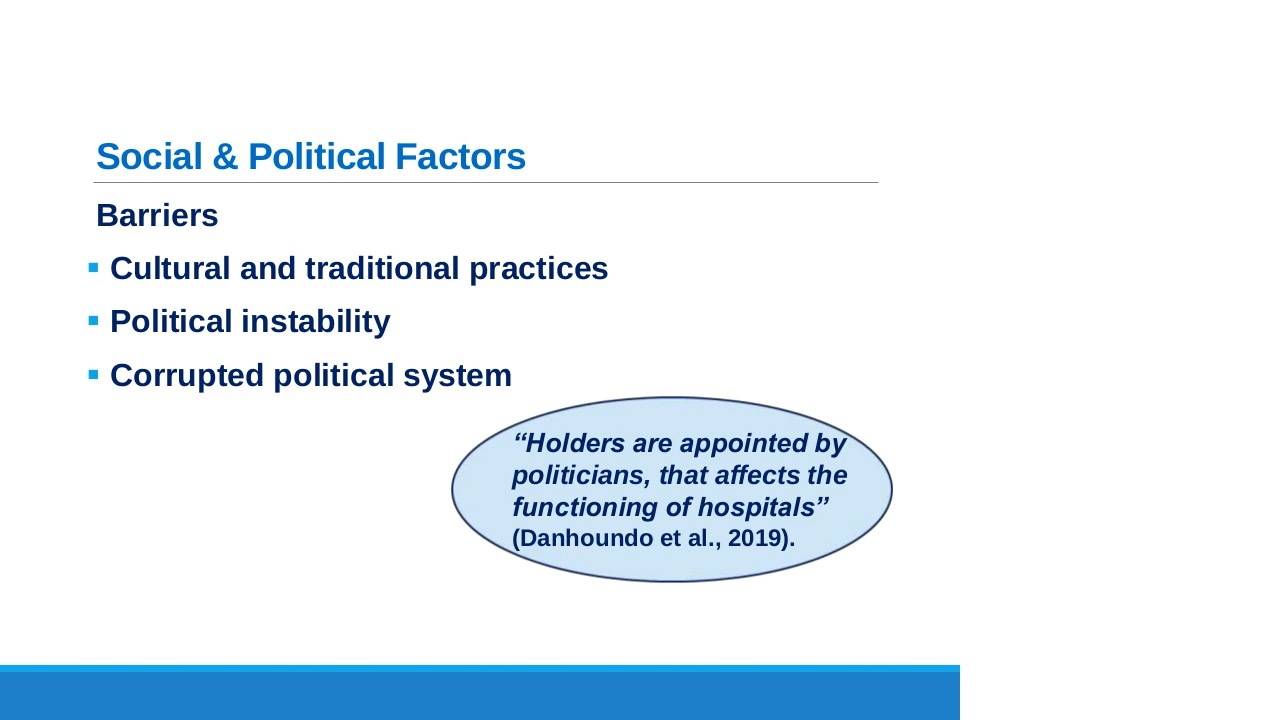 Social & Political Factors
Barriers
▪ Cultural and traditional practices
▪ Political instability
▪ Corrupted political system
“Holders are appointed by
politicians, that affects the
functioning of hospitals”
(Danhoundo et al., 2019).